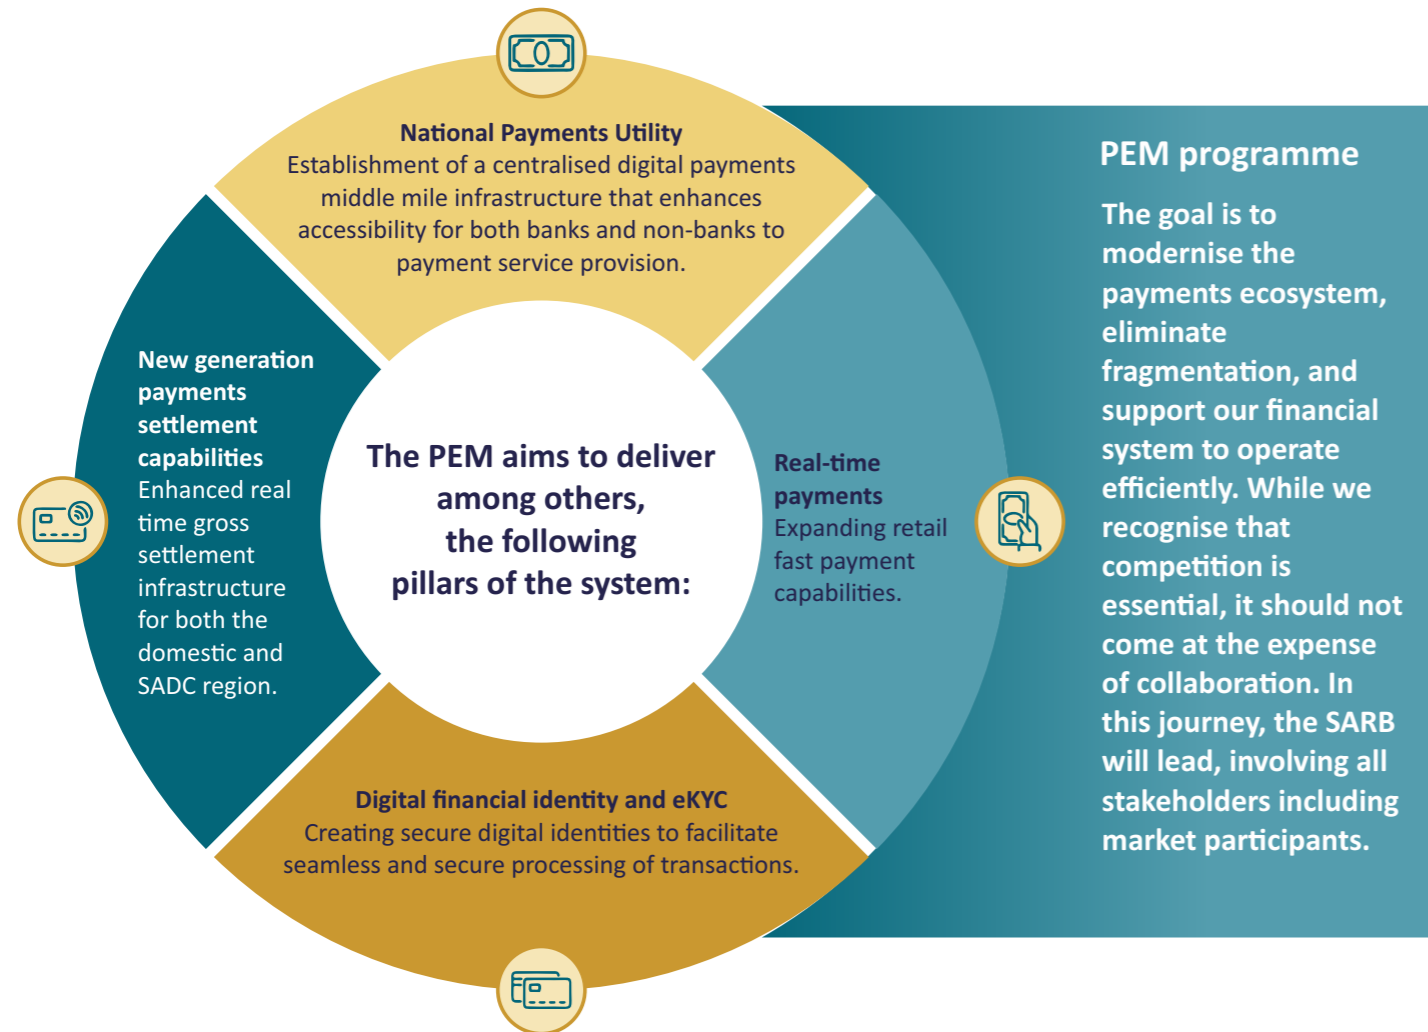 National Payments Utility
Establishment of a centralised digital payments
middle mile infrastructure that enhances
accessibility for both banks and non-banks to
payment service provision.
New generation
payments
settlement
capabilities
Enhanced real
time gross
settlement
infrastructure
for both the
domestic and
SADC region.
The PEM aims to deliver
among others,
the following
pillars of the system:
Real-time
payments
Expanding retail
fast payment
capabilities.
Digital financial identity and eKYC
Creating secure digital identities to facilitate
seamless and secure processing of transactions.
PEM programme
The goal is to
modernise the
payments ecosystem,
eliminate
fragmentation, and
support our financial
system to operate
efficiently. While we
recognise that
competition is
essential, it should not
come at the expense
of collaboration. In
this journey, the SARB
will lead, involving all
stakeholders including
market participants.